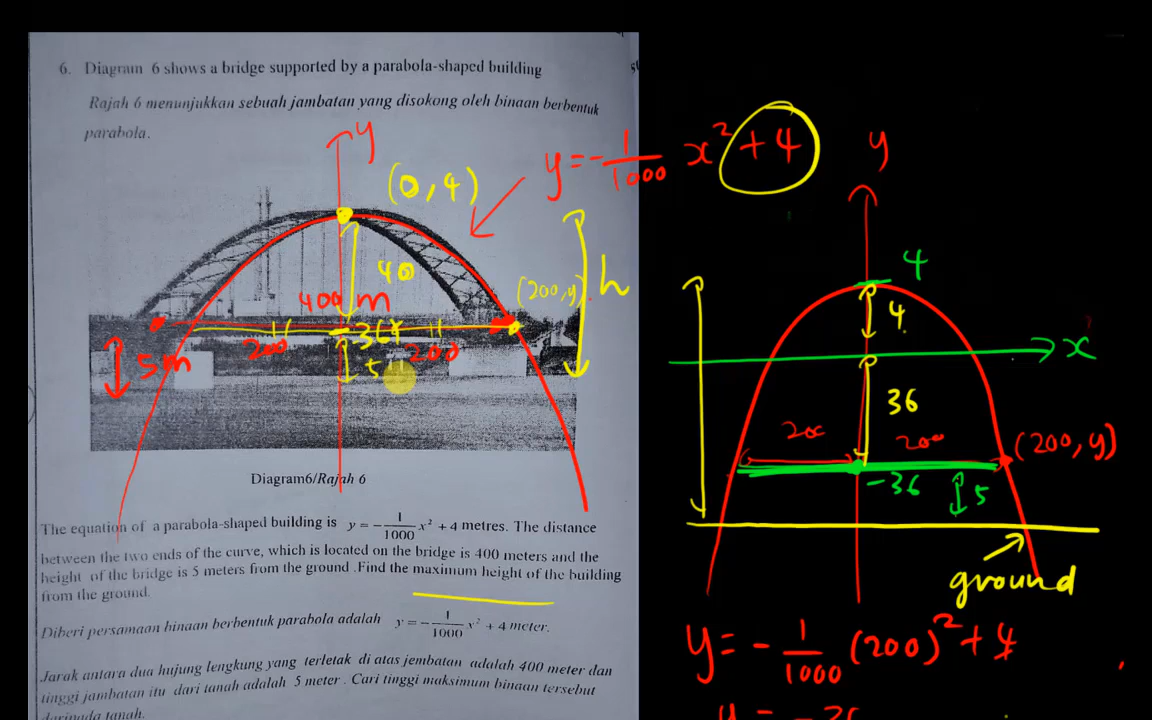 6. Diagram 6 shows a bridge supported by a parabola-shaped building
Rajah 6 menunjukkan sebuah jambatan yang disokong oleh binaan berbentuk
parabola.
y
(0,4)
y = -1/1000 x² + 4
40
h
400 m
(200, y)
-36
200
200
5 m
5
Diagram6/Rajah 6
The equation of a parabola-shaped building is y = -1/1000 x² + 4 metres. The distance
between the two ends of the curve, which is located on the bridge is 400 meters and the
height of the bridge is 5 meters from the ground .Find the maximum height of the building
from the ground.
Diberi persamaan binaan berbentuk parabola adalah y = -1/1000 x² + 4 meter.
Jarak antara dua hujung lengkung yang terletak di atas jembatan adalah 400 meter dan
tinggi jambatan itu dari tanah adalah 5 meter . Cari tinggi maksimum binaan tersebut
daripada tanah.
y
4
4
x
36
200
200
(200, y)
-36
5
ground
y = -1/1000 (200)² + 4
y = -36